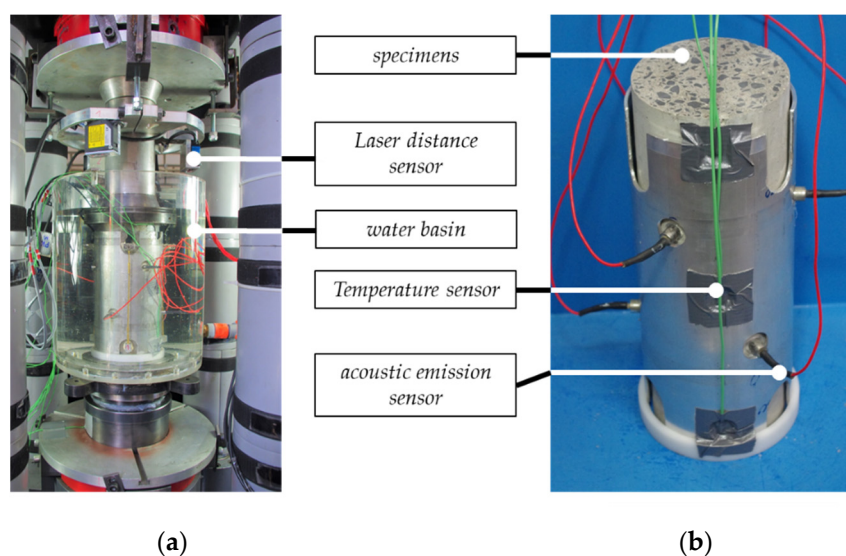 specimens
Laser distance
sensor
water basin
Temperature sensor
acoustic emission
sensor
(a)
(b)